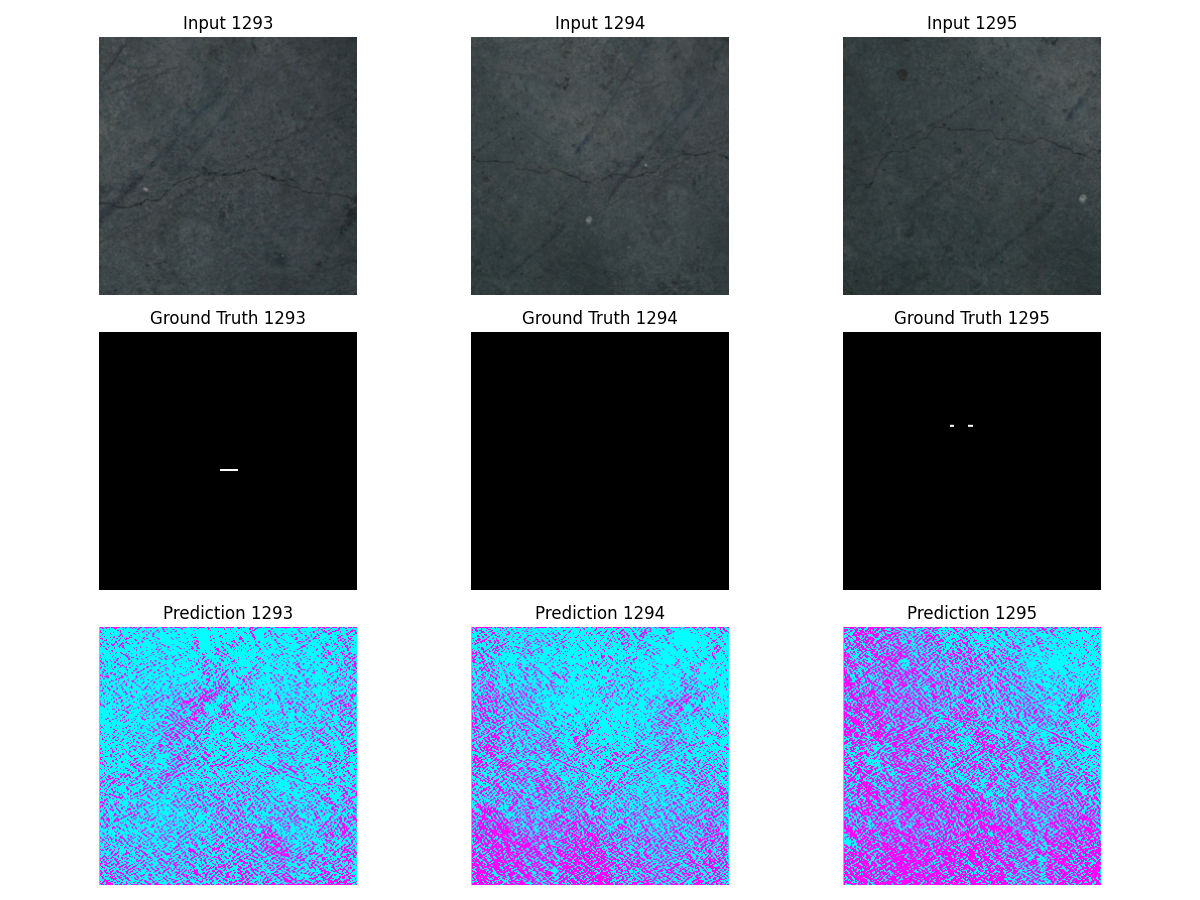 Input 1293
Input 1294
Input 1295
Ground Truth 1293
Ground Truth 1294
Ground Truth 1295
Prediction 1293
Prediction 1294
Prediction 1295